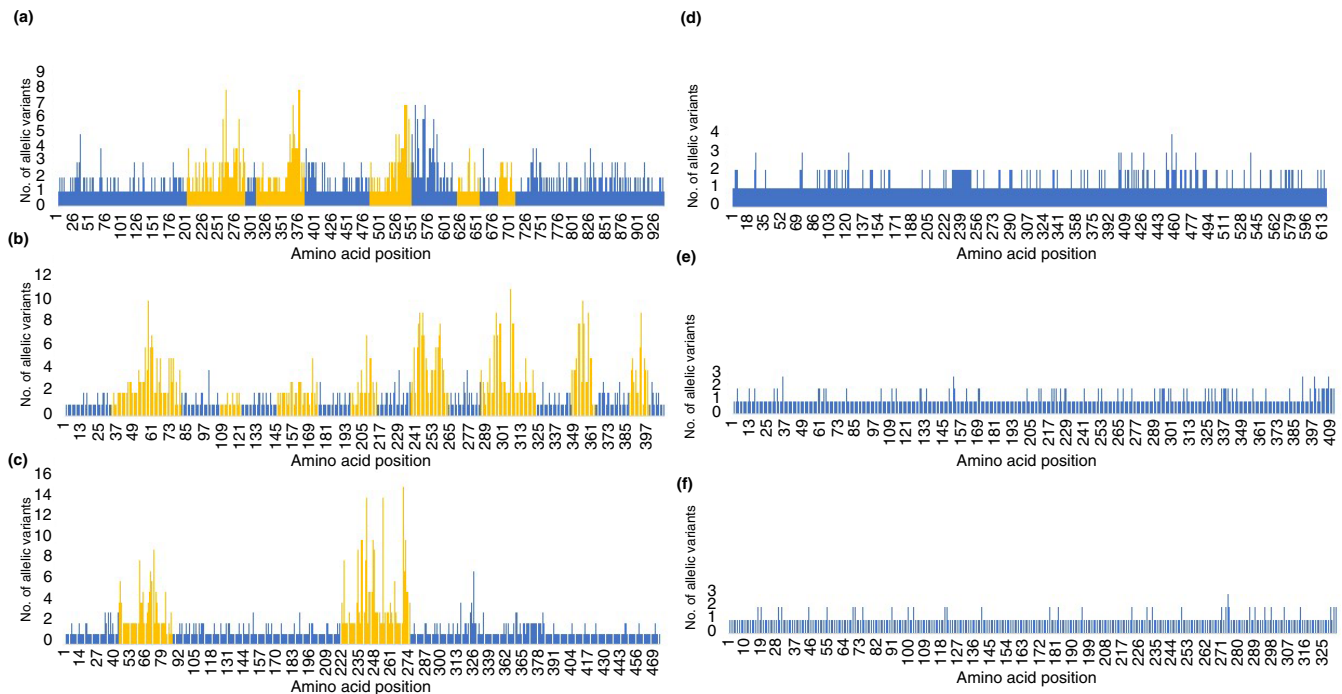 (a)
No. of allelic variants
9
8
7
6
5
4
3
2
1
0
1 26 51 76 101 126 151 176 201 226 251 276 301 326 351 376 401 426 451 476 501 526 551 576 601 626 651 676 701 726 751 776 801 826 851 876 901 926
Amino acid position
(b)
No. of allelic variants
12
10
8
6
4
2
0
1 13 25 37 49 61 73 85 97 109 121 133 145 157 169 181 193 205 217 229 241 253 265 277 289 301 313 325 337 349 361 373 385 397
Amino acid position
(c)
No. of allelic variants
16
14
12
10
8
6
4
2
0
1 14 27 40 53 66 79 92 105 118 131 144 157 170 183 196 209 222 235 248 261 274 287 300 313 326 339 352 365 378 391 404 417 430 443 456 469
Amino acid position
(d)
No. of allelic variants
4
3
2
1
0
1 18 35 52 69 86 103 120 137 154 171 188 205 222 239 256 273 290 307 324 341 358 375 392 409 426 443 460 477 494 511 528 545 562 579 596 613
Amino acid position
(e)
No. of allelic variants
3
2
1
0
1 13 25 37 49 61 73 85 97 109 121 133 145 157 169 181 193 205 217 229 241 253 265 277 289 301 313 325 337 349 361 373 385 397 409
Amino acid position
(f)
No. of allelic variants
3
2
1
0
1 10 19 28 37 46 55 64 73 82 91 100 109 118 127 136 145 154 163 172 181 190 199 208 217 226 235 244 253 262 271 280 289 298 307 316 325
Amino acid position